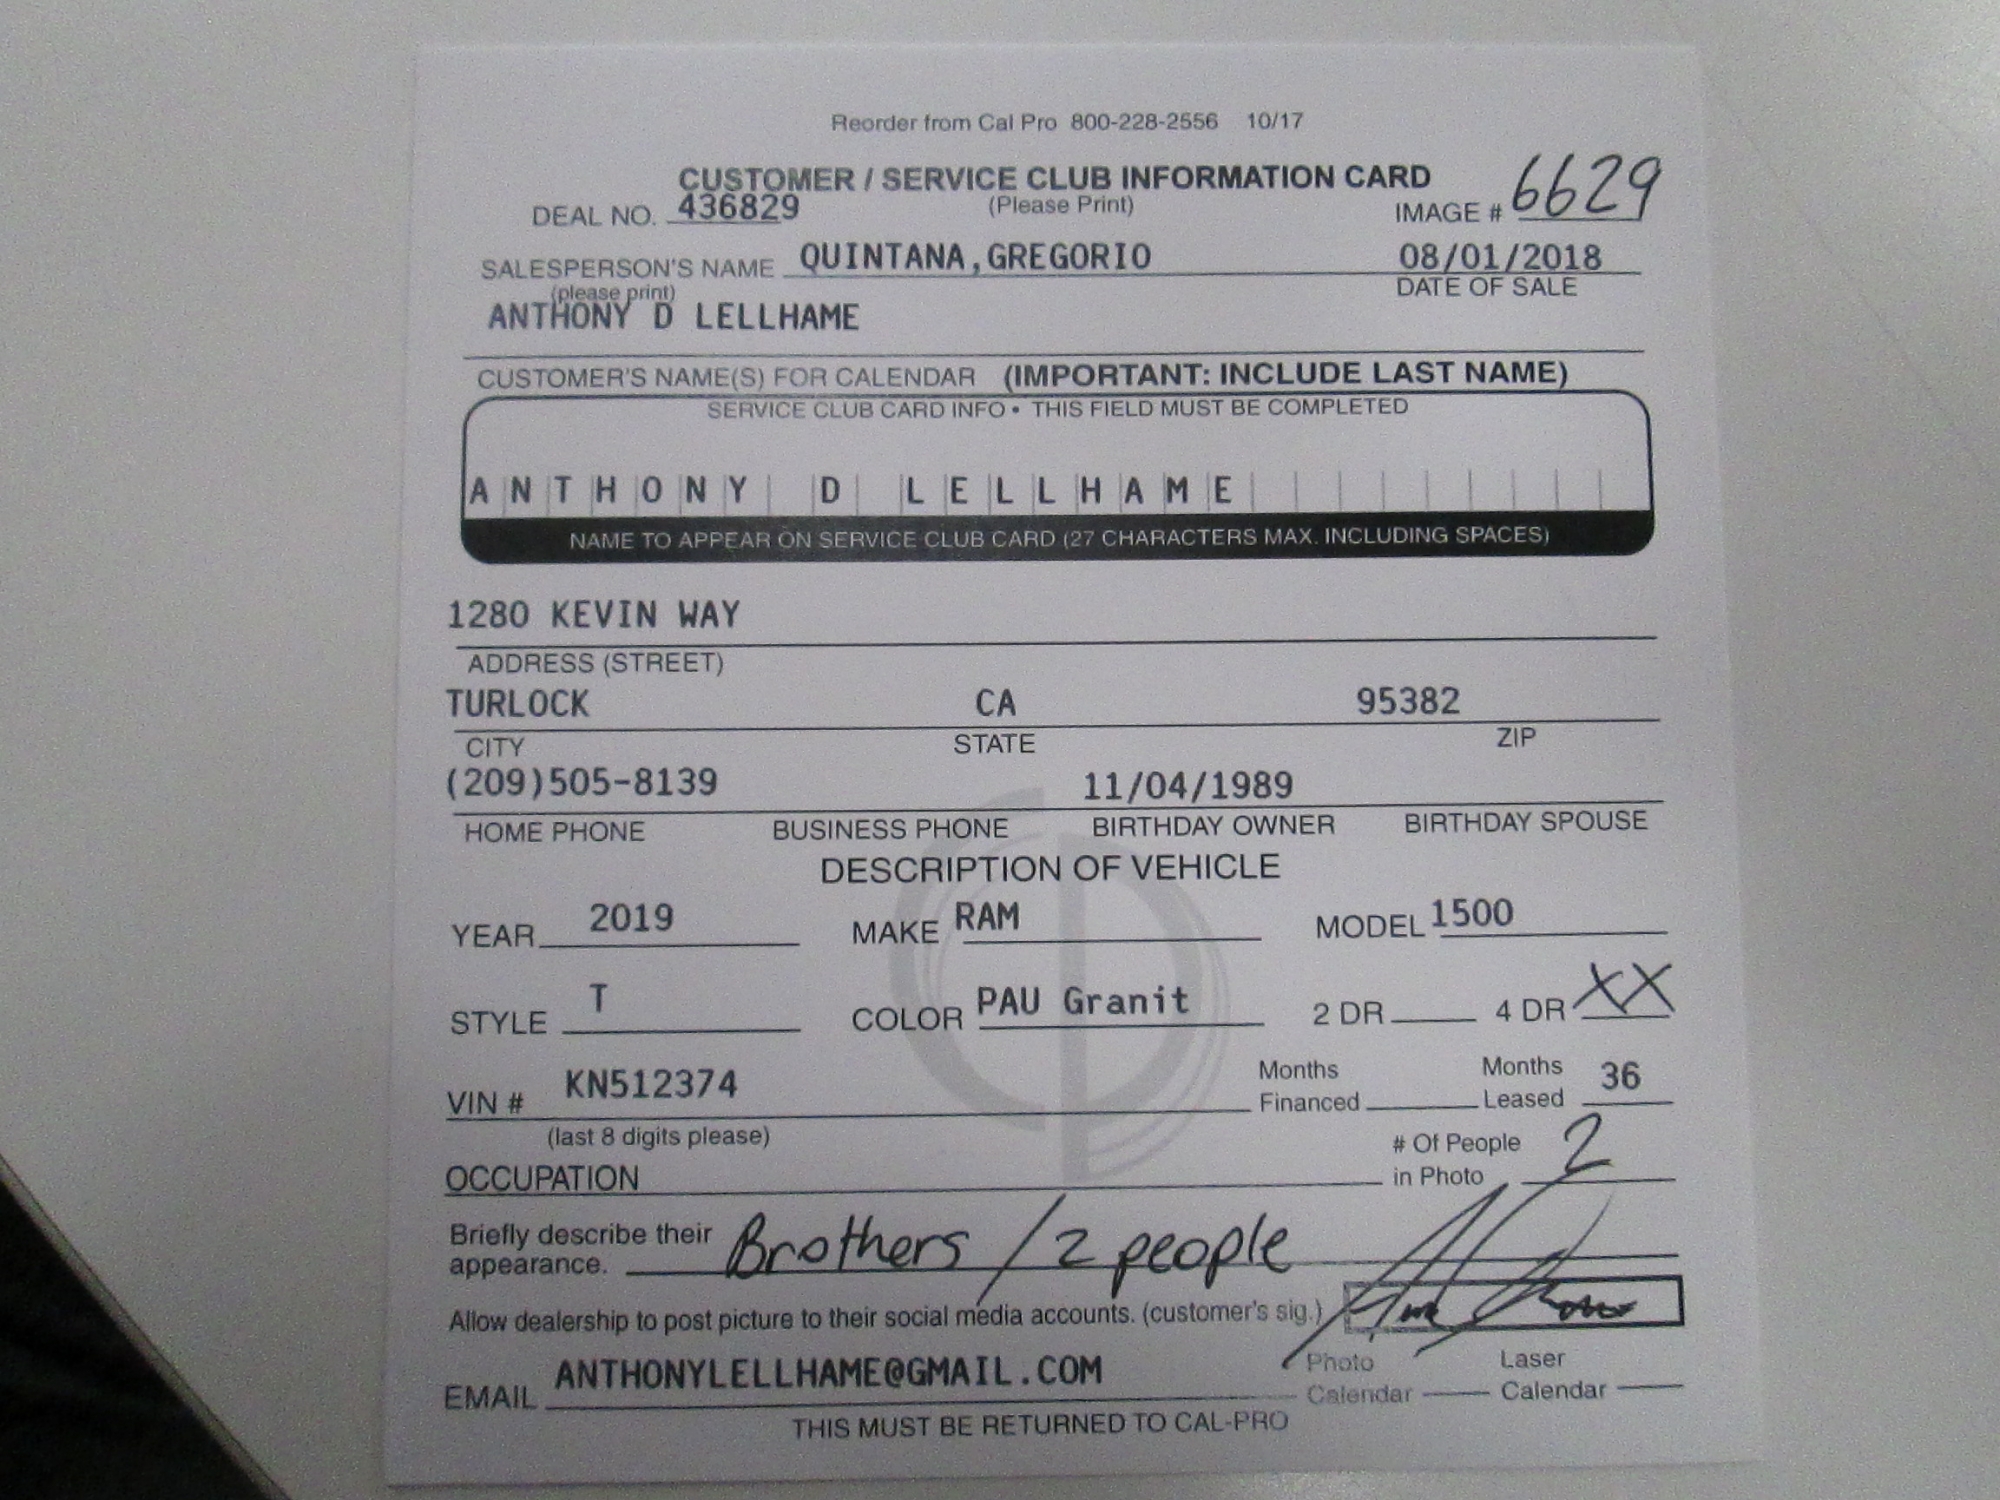 Reorder from Cal Pro 800-228-2556 10/17
CUSTOMER / SERVICE CLUB INFORMATION CARD
DEAL NO. 436829 (Please Print) IMAGE # 6629
SALESPERSON'S NAME QUINTANA,GREGORIO 08/01/2018
(please print) DATE OF SALE
ANTHONY D LELLHAME
CUSTOMER'S NAME(S) FOR CALENDAR (IMPORTANT: INCLUDE LAST NAME)
SERVICE CLUB CARD INFO • THIS FIELD MUST BE COMPLETED
ANTHONY D LELLHAME
NAME TO APPEAR ON SERVICE CLUB CARD (27 CHARACTERS MAX. INCLUDING SPACES)
1280 KEVIN WAY
ADDRESS (STREET)
TURLOCK CA 95382
CITY STATE ZIP
(209)505-8139 11/04/1989
HOME PHONE BUSINESS PHONE BIRTHDAY OWNER BIRTHDAY SPOUSE
DESCRIPTION OF VEHICLE
YEAR 2019 MAKE RAM MODEL 1500
STYLE T COLOR PAU Granit 2 DR 4 DR XX
VIN # KN512374 Months Financed Months Leased 36
(last 8 digits please)
OCCUPATION # Of People in Photo 2
Briefly describe their appearance. Brothers / 2 people
Allow dealership to post picture to their social media accounts. (customer's sig.)
EMAIL ANTHONYLELLHAME@GMAIL.COM Photo Calendar Laser Calendar
THIS MUST BE RETURNED TO CAL-PRO